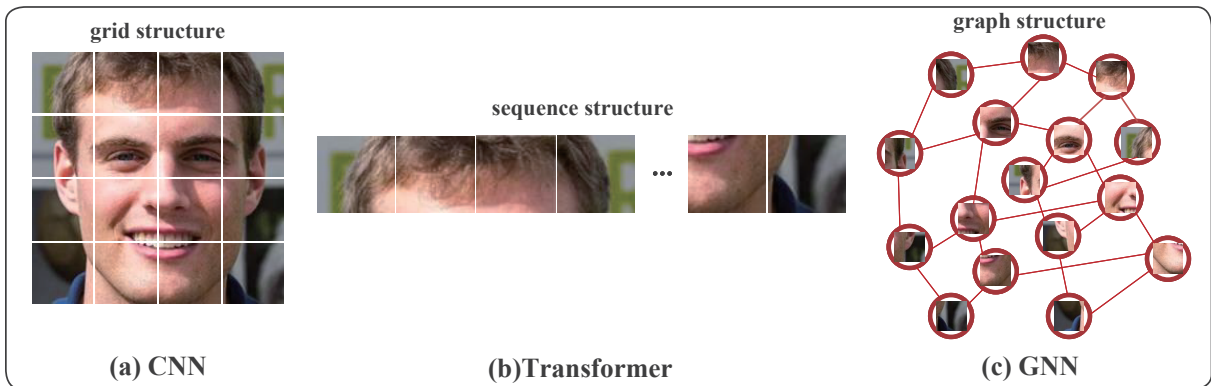 grid structure
sequence structure
graph structure
...
(a) CNN
(b)Transformer
(c) GNN